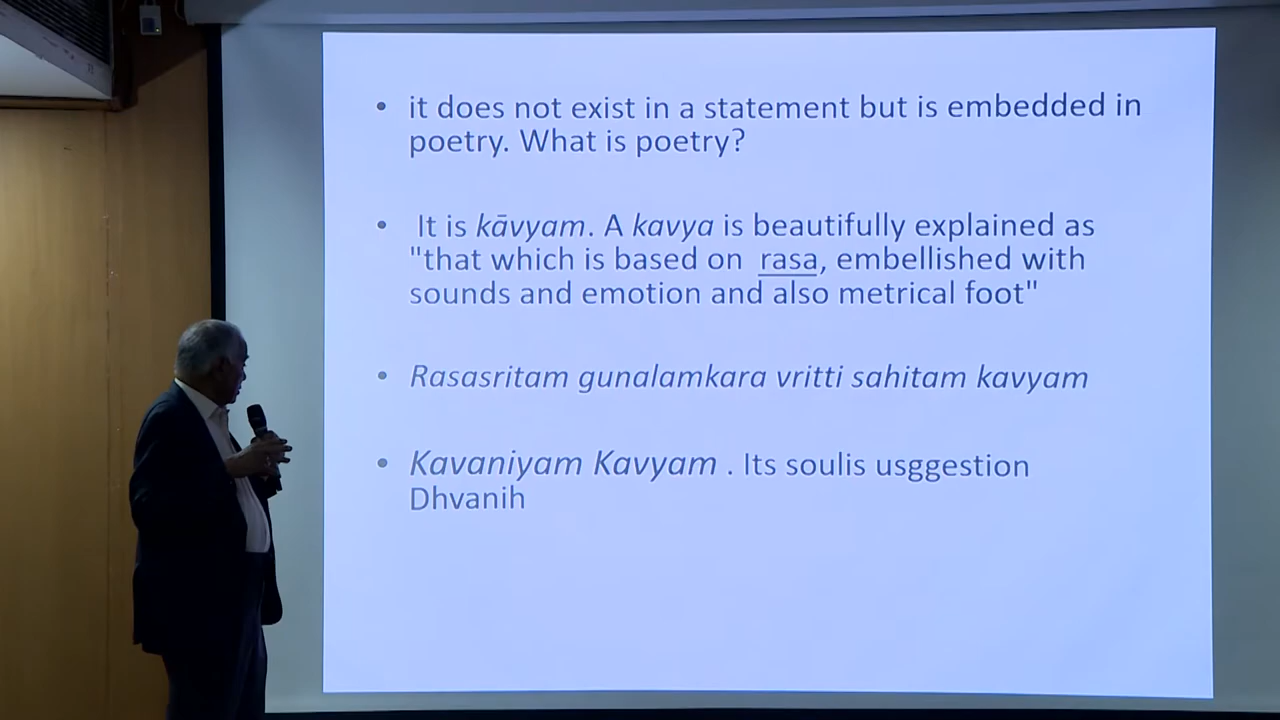 • it does not exist in a statement but is embedded in
poetry. What is poetry?
• It is kāvyam. A kavya is beautifully explained as
"that which is based on rasa, embellished with
sounds and emotion and also metrical foot"
• Rasasritam gunalamkara vritti sahitam kavyam
• Kavaniyam Kavyam . Its soulis usggestion
Dhvanih